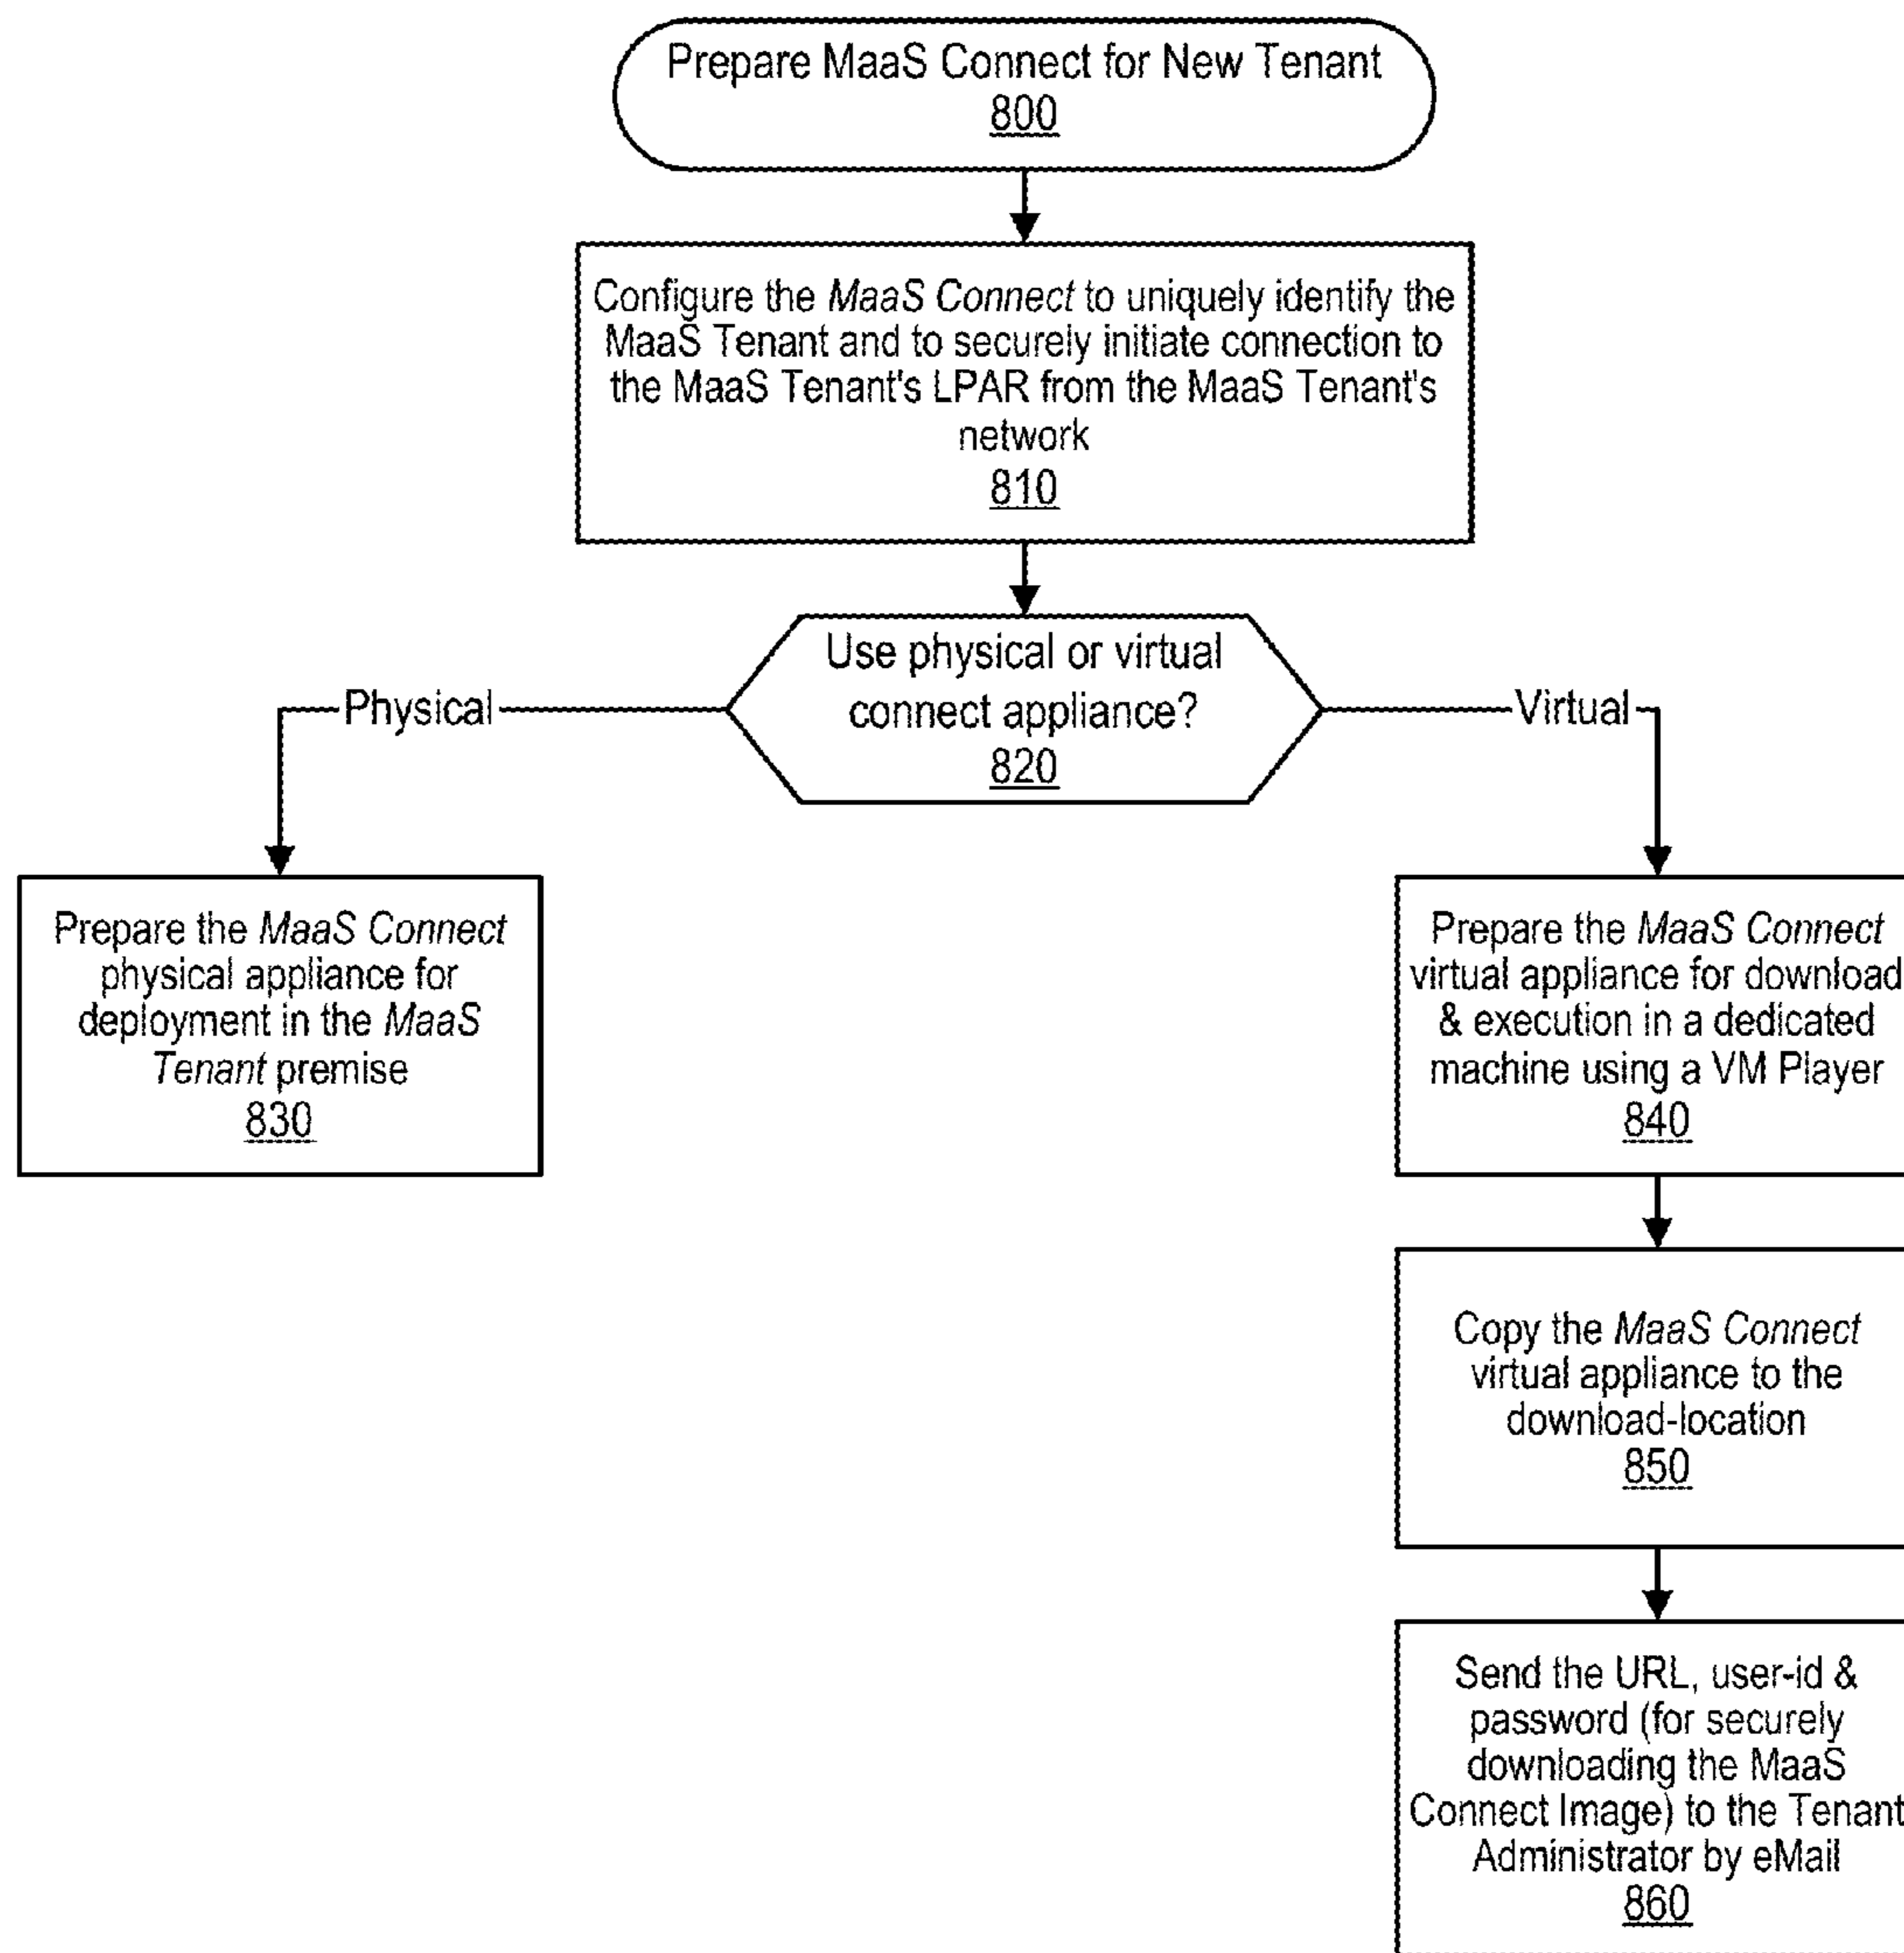 Prepare MaaS Connect for New Tenant
800
Configure the MaaS Connect to uniquely identify the
MaaS Tenant and to securely initiate connection to
the MaaS Tenant's LPAR from the MaaS Tenant's
network
810
Use physical or virtual
connect appliance?
820
Physical
Virtual
Prepare the MaaS Connect
physical appliance for
deployment in the MaaS
Tenant premise
830
Prepare the MaaS Connect
virtual appliance for download
& execution in a dedicated
machine using a VM Player
840
Copy the MaaS Connect
virtual appliance to the
download-location
850
Send the URL, user-id &
password (for securely
downloading the MaaS
Connect Image) to the Tenant
Administrator by eMail
860